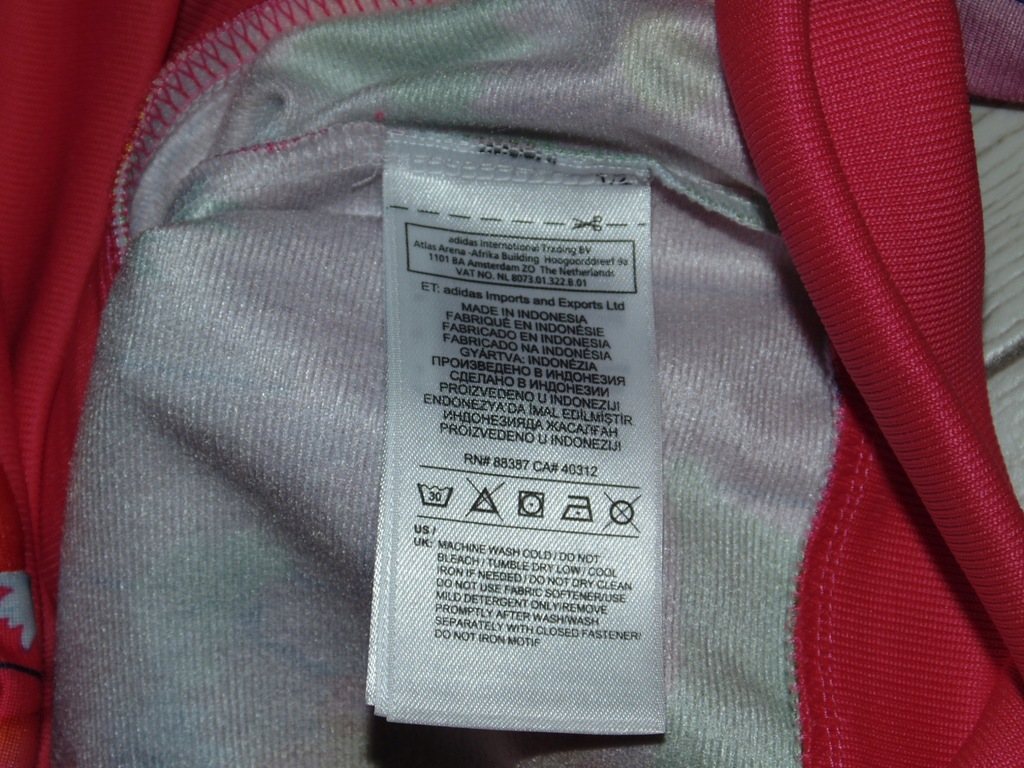 adidas International Trading BV
Atlas Arena -Afrika Building Hoogoorddreef 9a
1101 BA Amsterdam ZO The Netherlands
VAT NO. NL 8073.01.322.B.01
ET: adidas Imports and Exports Ltd
MADE IN INDONESIA
FABRIQUÉ EN INDONÉSIE
FABRICADO EN INDONESIA
FABRICADO NA INDONÉSIA
GYÁRTVA: INDONÉZIA
ПРОИЗВЕДЕНО В ИНДОНЕЗИЯ
СДЕЛАНО В ИНДОНЕЗИИ
PROIZVEDENO U INDONEZIJI
ENDONEZYA'DA İMAL EDİLMİŞTİR
ИНДОНЕЗИЯДА ЖАСАЛҒАН
PROIZVEDENO U INDONEZIJI
RN# 88387 CA# 40312
30
US /
UK: MACHINE WASH COLD / DO NOT
BLEACH / TUMBLE DRY LOW / COOL
IRON IF NEEDED / DO NOT DRY CLEAN
DO NOT USE FABRIC SOFTENER/USE
MILD DETERGENT ONLY/REMOVE
PROMPTLY AFTER WASH/WASH
SEPARATELY WITH CLOSED FASTENER/
DO NOT IRON MOTIF